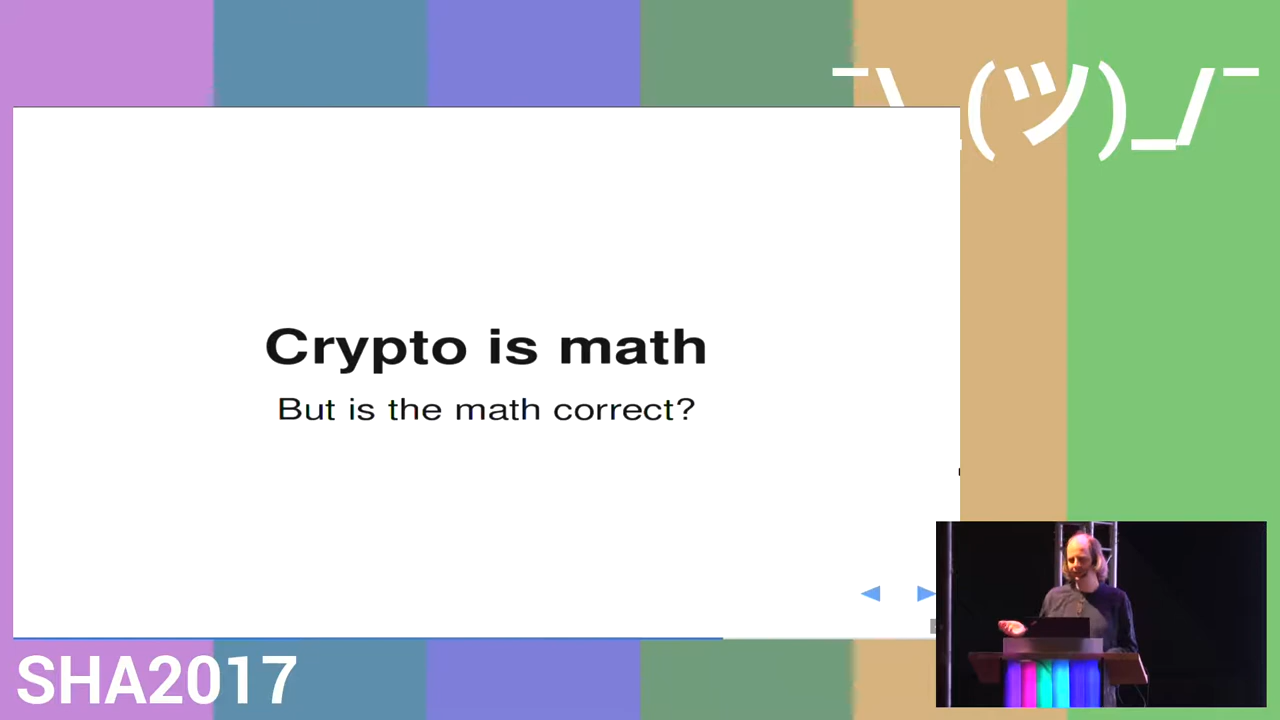 ¯\_(ツ)_/¯
Crypto is math
But is the math correct?
SHA2017